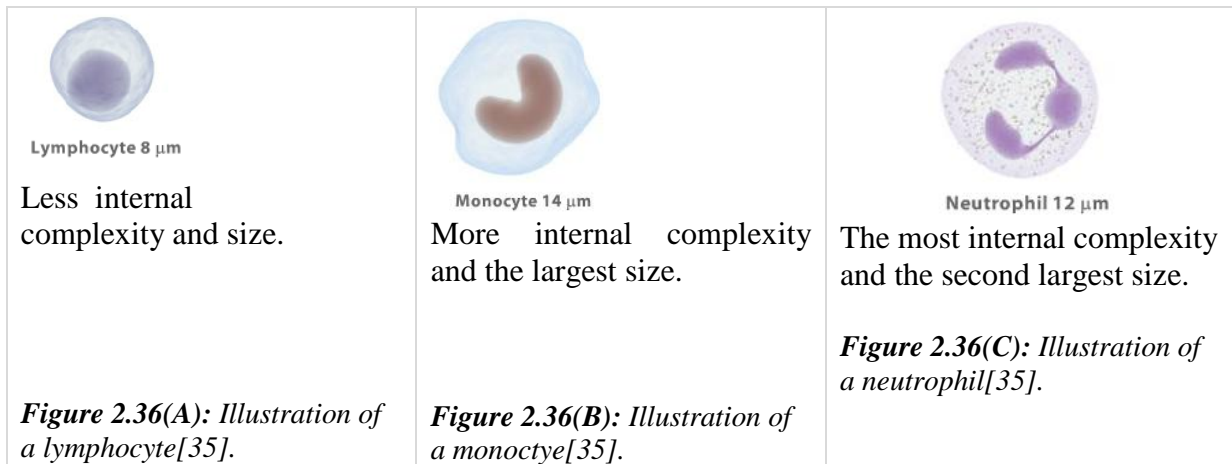 Lymphocyte 8 μm
Less internal
complexity and size.
Figure 2.36(A): Illustration of
a lymphocyte[35].
Monocyte 14 μm
More internal complexity
and the largest size.
Figure 2.36(B): Illustration of
a monoctye[35].
Neutrophil 12 μm
The most internal complexity
and the second largest size.
Figure 2.36(C): Illustration of
a neutrophil[35].